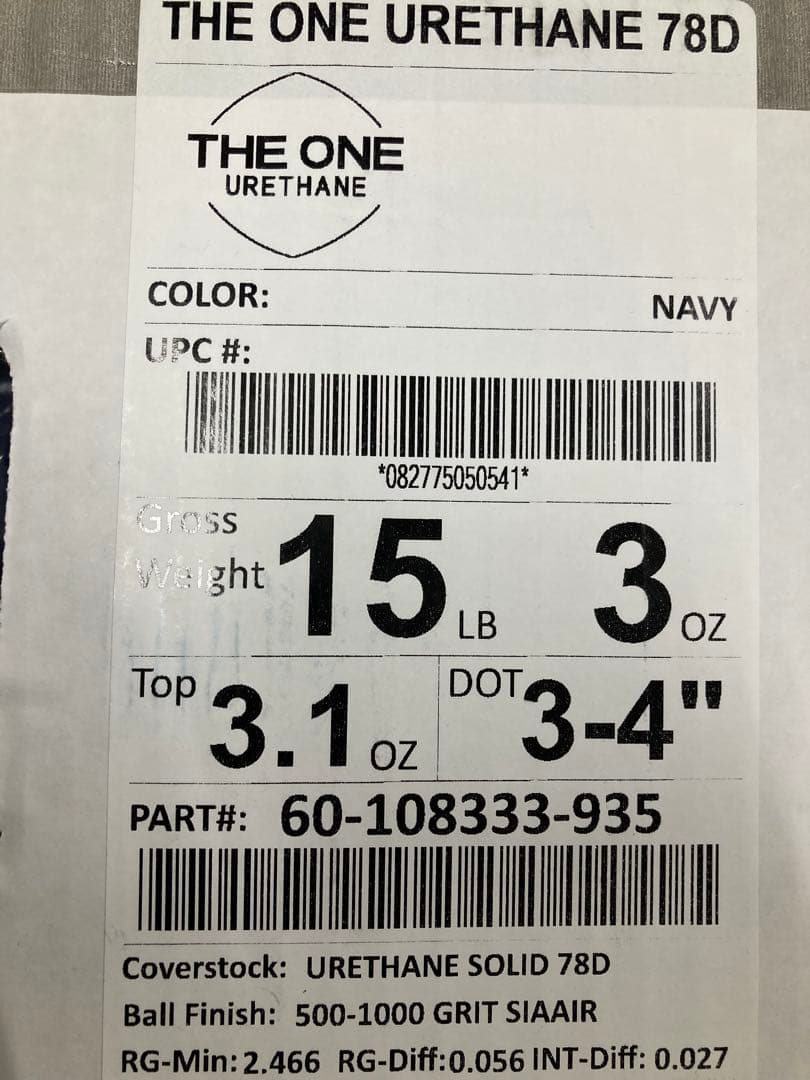 THE ONE URETHANE 78D
THE ONE
URETHANE
COLOR: NAVY
UPC #:
*082775050541*
Gross
Weight 15 LB 3 OZ
Top 3.1 OZ DOT 3-4"
PART#: 60-108333-935
Coverstock: URETHANE SOLID 78D
Ball Finish: 500-1000 GRIT SIAAIR
RG-Min: 2.466 RG-Diff:0.056 INT-Diff: 0.027